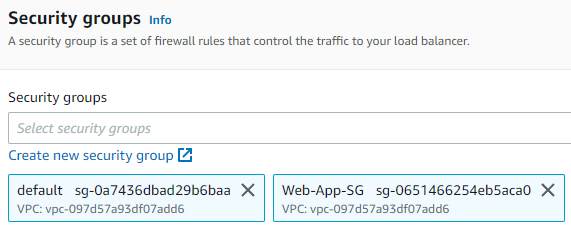 Security groups Info
A security group is a set of firewall rules that control the traffic to your load balancer.
Security groups
Select security groups
Create new security group
default sg-0a7436dbad29b6baa
VPC: vpc-097d57a93df07add6
Web-App-SG sg-0651466254eb5aca0
VPC: vpc-097d57a93df07add6